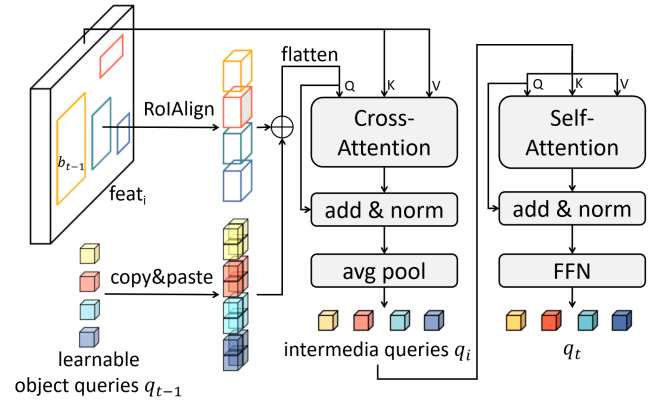 flatten
Q K V
Q K V
RoIAlign
b_{t-1}
feat_i
Cross-
Attention
Self-
Attention
add & norm
add & norm
copy&paste
avg pool
FFN
learnable
object queries q_{t-1}
intermedia queries q_i
q_t